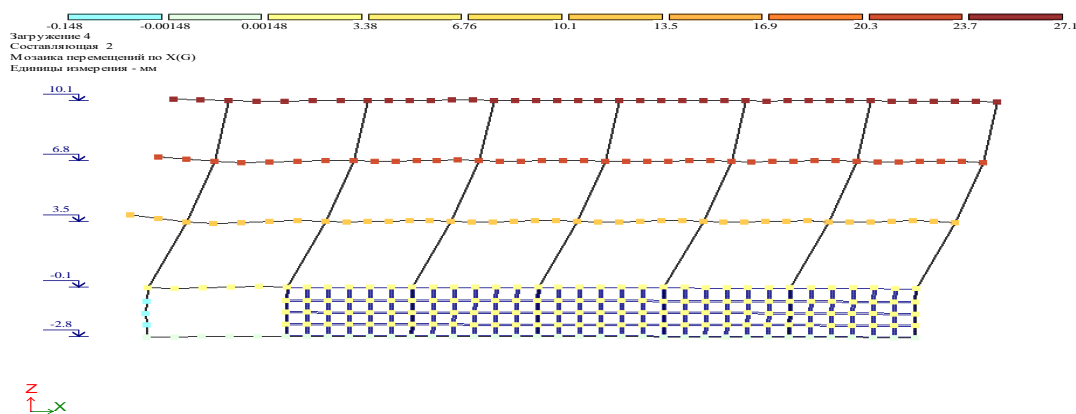 -0.148 -0.00148 0.00148 3.38 6.76 10.1 13.5 16.9 20.3 23.7 27.1
Загружение 4
Составляющая 2
Мозаика перемещений по X(G)
Единицы измерения - мм
10.1
6.8
3.5
-0.1
-2.8
Z
X